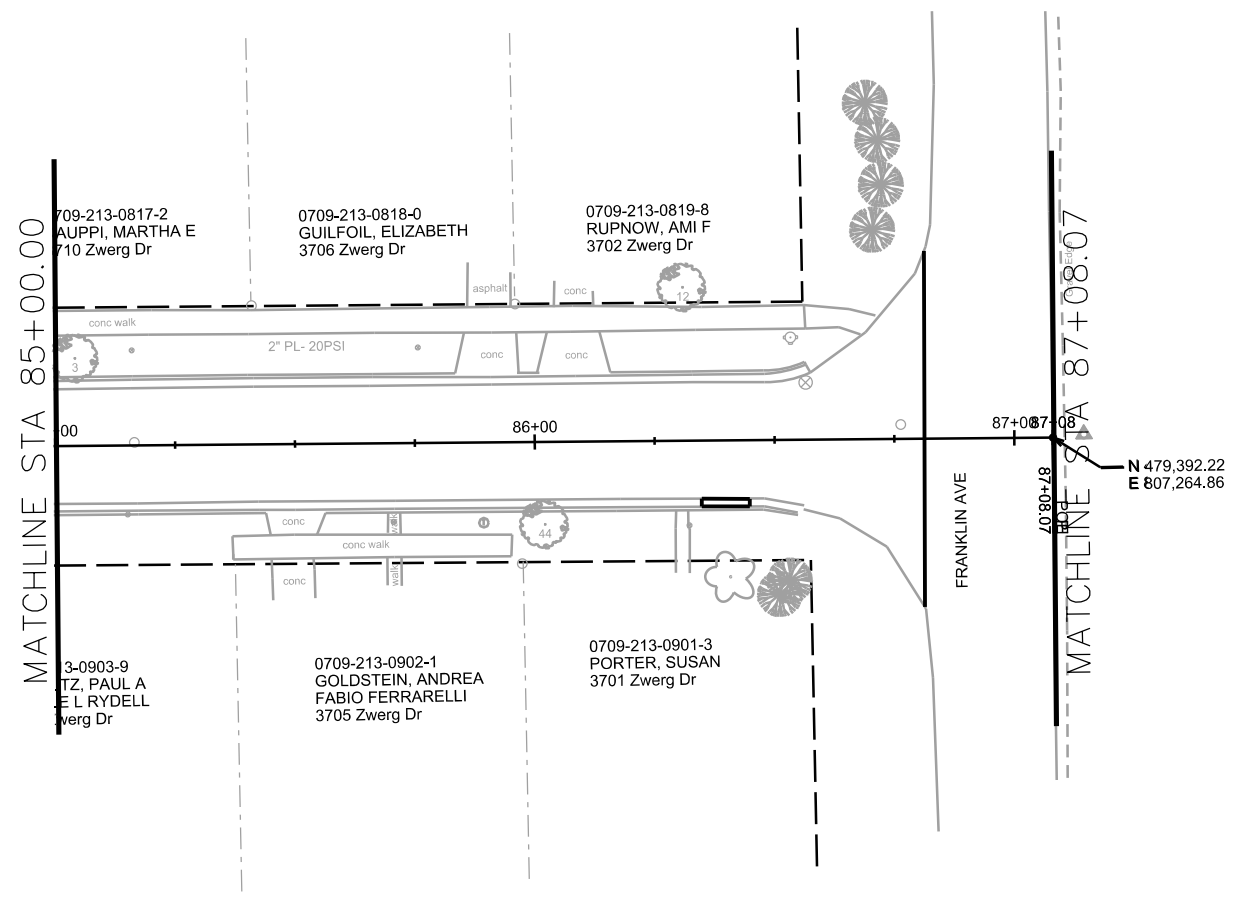 MATCHLINE STA 85+00.00
709-213-0817-2
AUPPI, MARTHA E
710 Zwerg Dr
0709-213-0818-0
GUILFOIL, ELIZABETH
3706 Zwerg Dr
0709-213-0819-8
RUPNOW, AMI F
3702 Zwerg Dr
asphalt
conc
12
conc walk
2" PL- 20PSI
3
conc
conc
+00
86+00
87+00
87+08
N 479,392.22
E 807,264.86
87+08.07
MATCHLINE STA 87+08.07
FRANKLIN AVE
conc
walk
44
conc walk
conc
walk
13-0903-9
TZ, PAUL A
E L RYDELL
werg Dr
0709-213-0902-1
GOLDSTEIN, ANDREA
FABIO FERRARELLI
3705 Zwerg Dr
0709-213-0901-3
PORTER, SUSAN
3701 Zwerg Dr